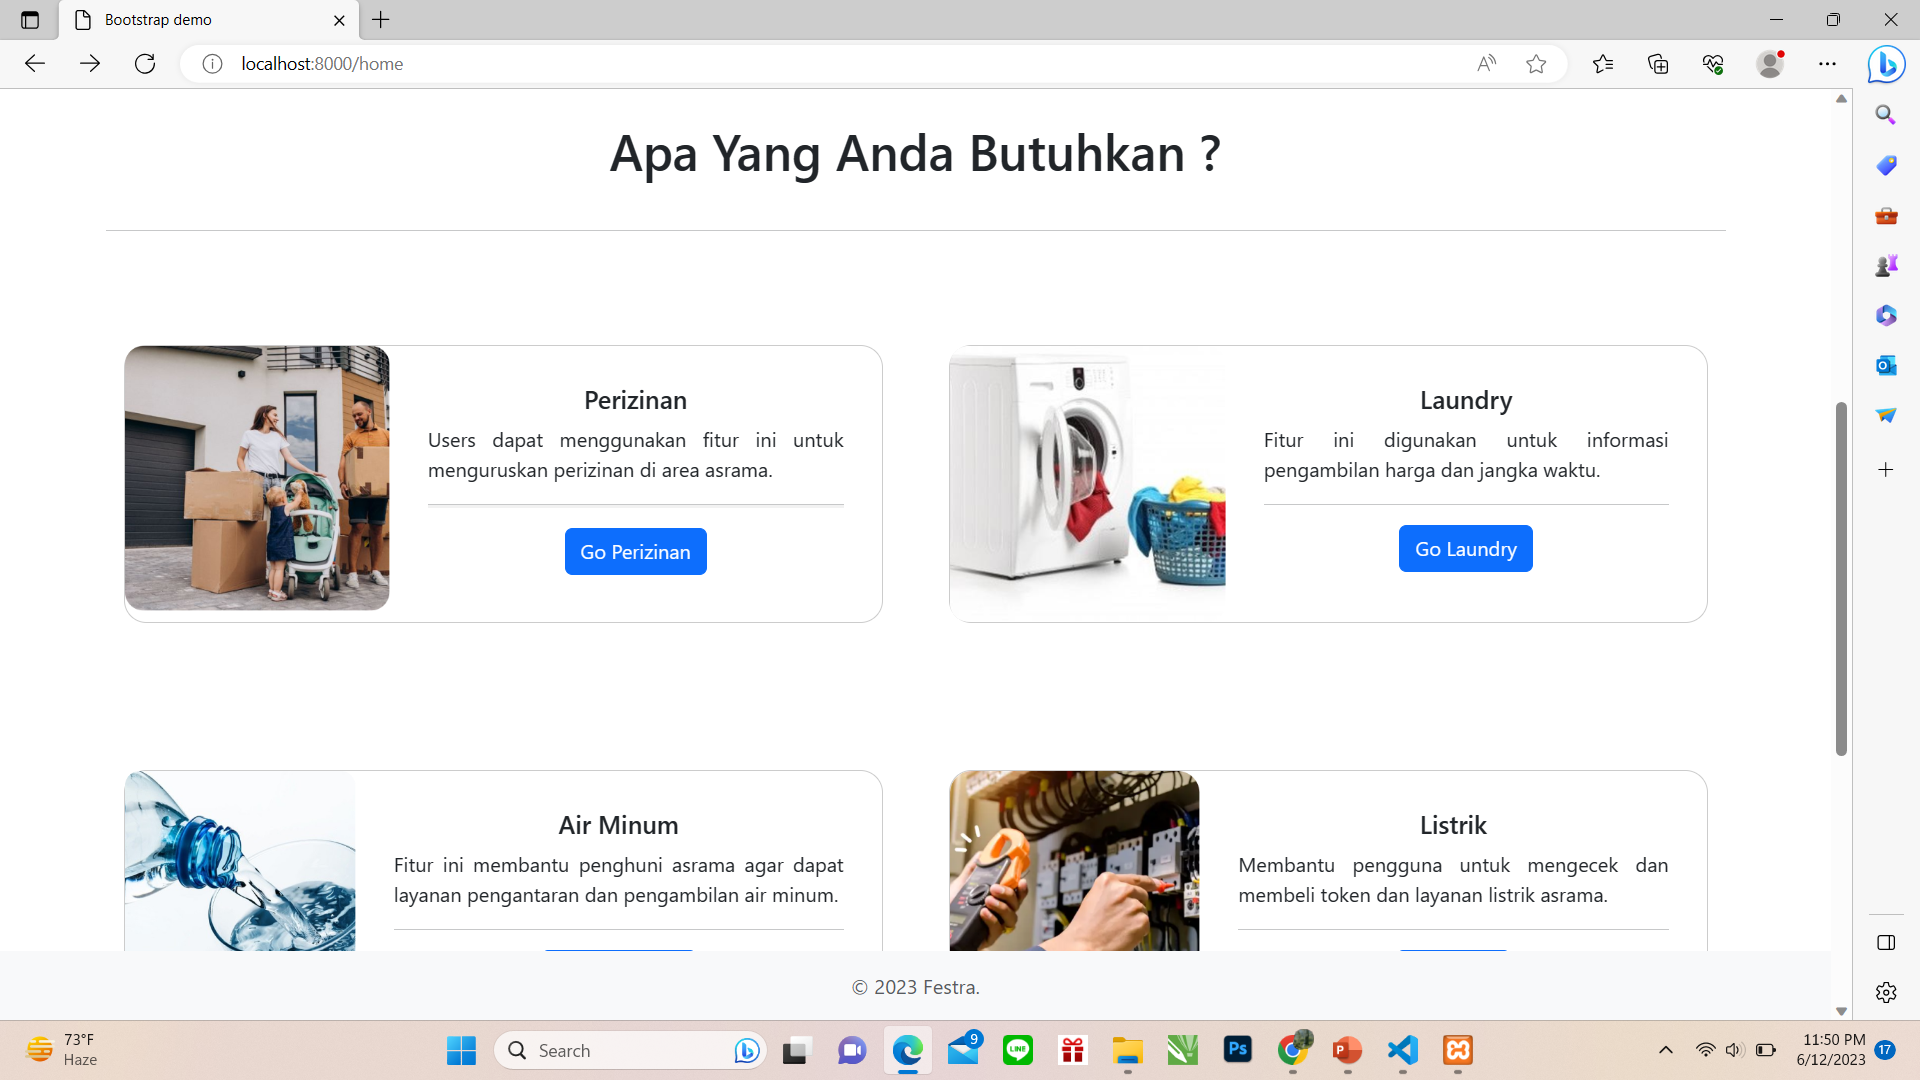 Bootstrap demo
localhost:8000/home
Apa Yang Anda Butuhkan ?
Perizinan
Users dapat menggunakan fitur ini untuk
menguruskan perizinan di area asrama.
Go Perizinan
Laundry
Fitur ini digunakan untuk informasi
pengambilan harga dan jangka waktu.
Go Laundry
Air Minum
Fitur ini membantu penghuni asrama agar dapat
layanan pengantaran dan pengambilan air minum.
Listrik
Membantu pengguna untuk mengecek dan
membeli token dan layanan listrik asrama.
© 2023 Festra.
73°F
Haze
Search
9
LINE
Ps
P
11:50 PM
6/12/2023
17